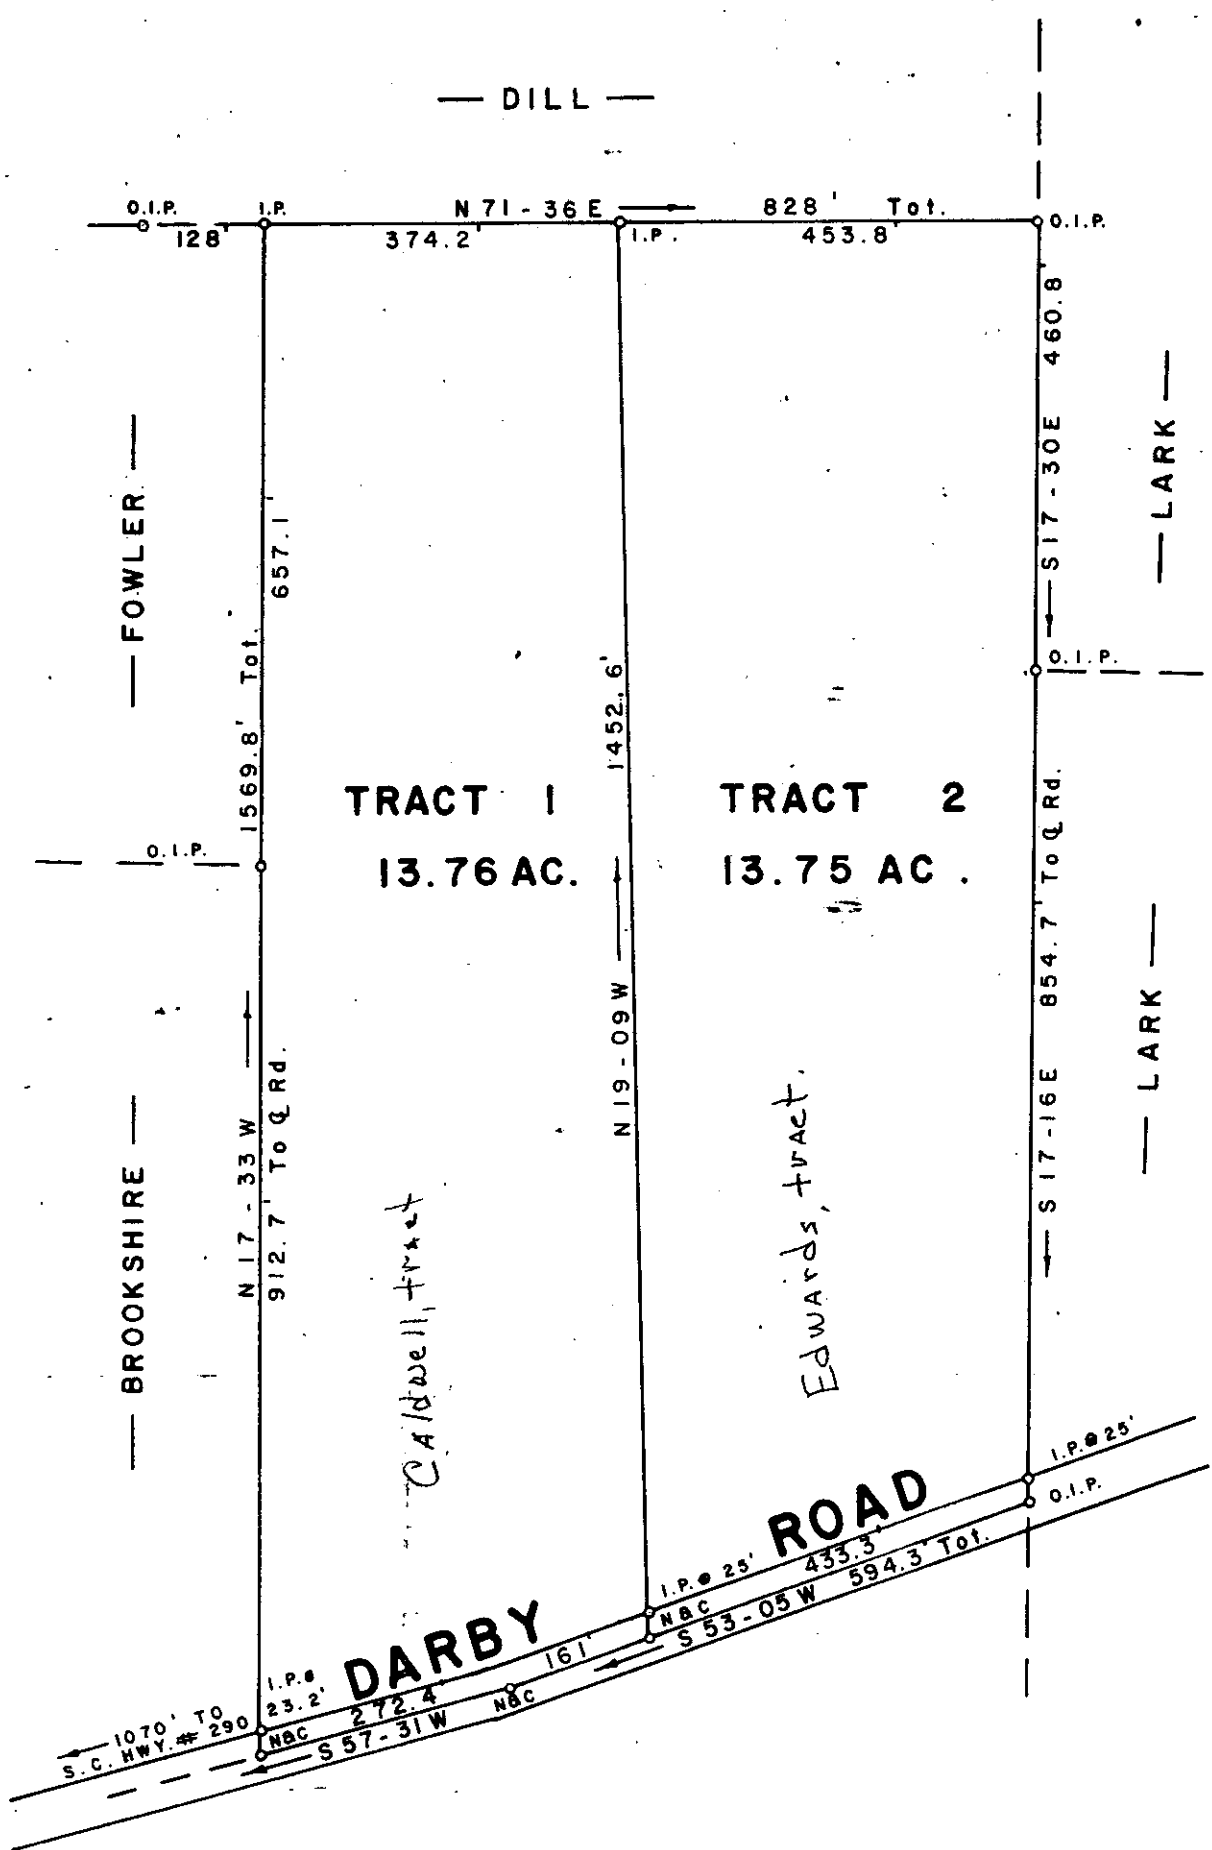 DILL
O.I.P.
I.P.
N 71 - 36 E
828' Tot.
O.I.P.
128'
374.2'
I.P.
453.8'
460.8'
S 17 - 30 E
LARK
FOWLER
657.1'
1569.8' Tot.
1452.6'
O.I.P.
TRACT 1
13.76 AC.
TRACT 2
13.75 AC.
O.I.P.
854.7' To ℄ Rd.
S 17 - 16 E
LARK
N 19 - 09 W
N 17 - 33 W
912.7' To ℄ Rd.
BROOKSHIRE
Caldwell, tract
Edwards, tract.
I.P. @ 25'
O.I.P.
DARBY ROAD
I.P. @ 25'
433.3'
N&C
S 53 - 05 W 594.3' Tot.
161'
I.P. @
23.2'
272.4'
N&C
N&C
S 57 - 31 W
1070' TO
S.C. HWY. # 290